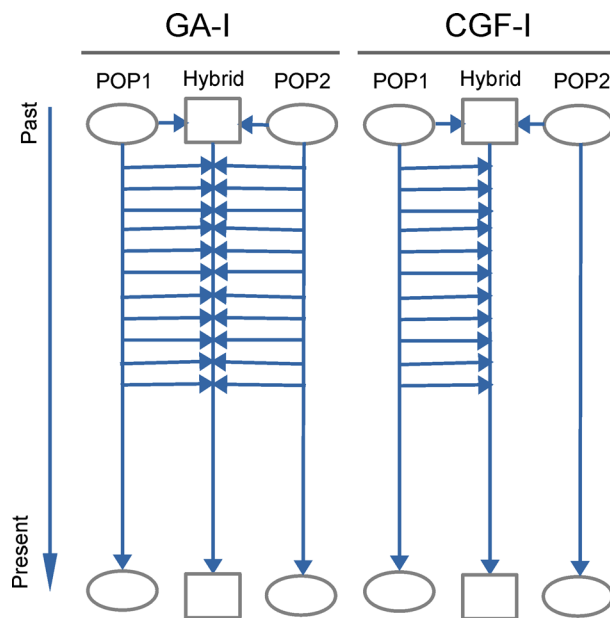 GA-I
CGF-I
POP1 Hybrid POP2
POP1 Hybrid POP2
Past
Present